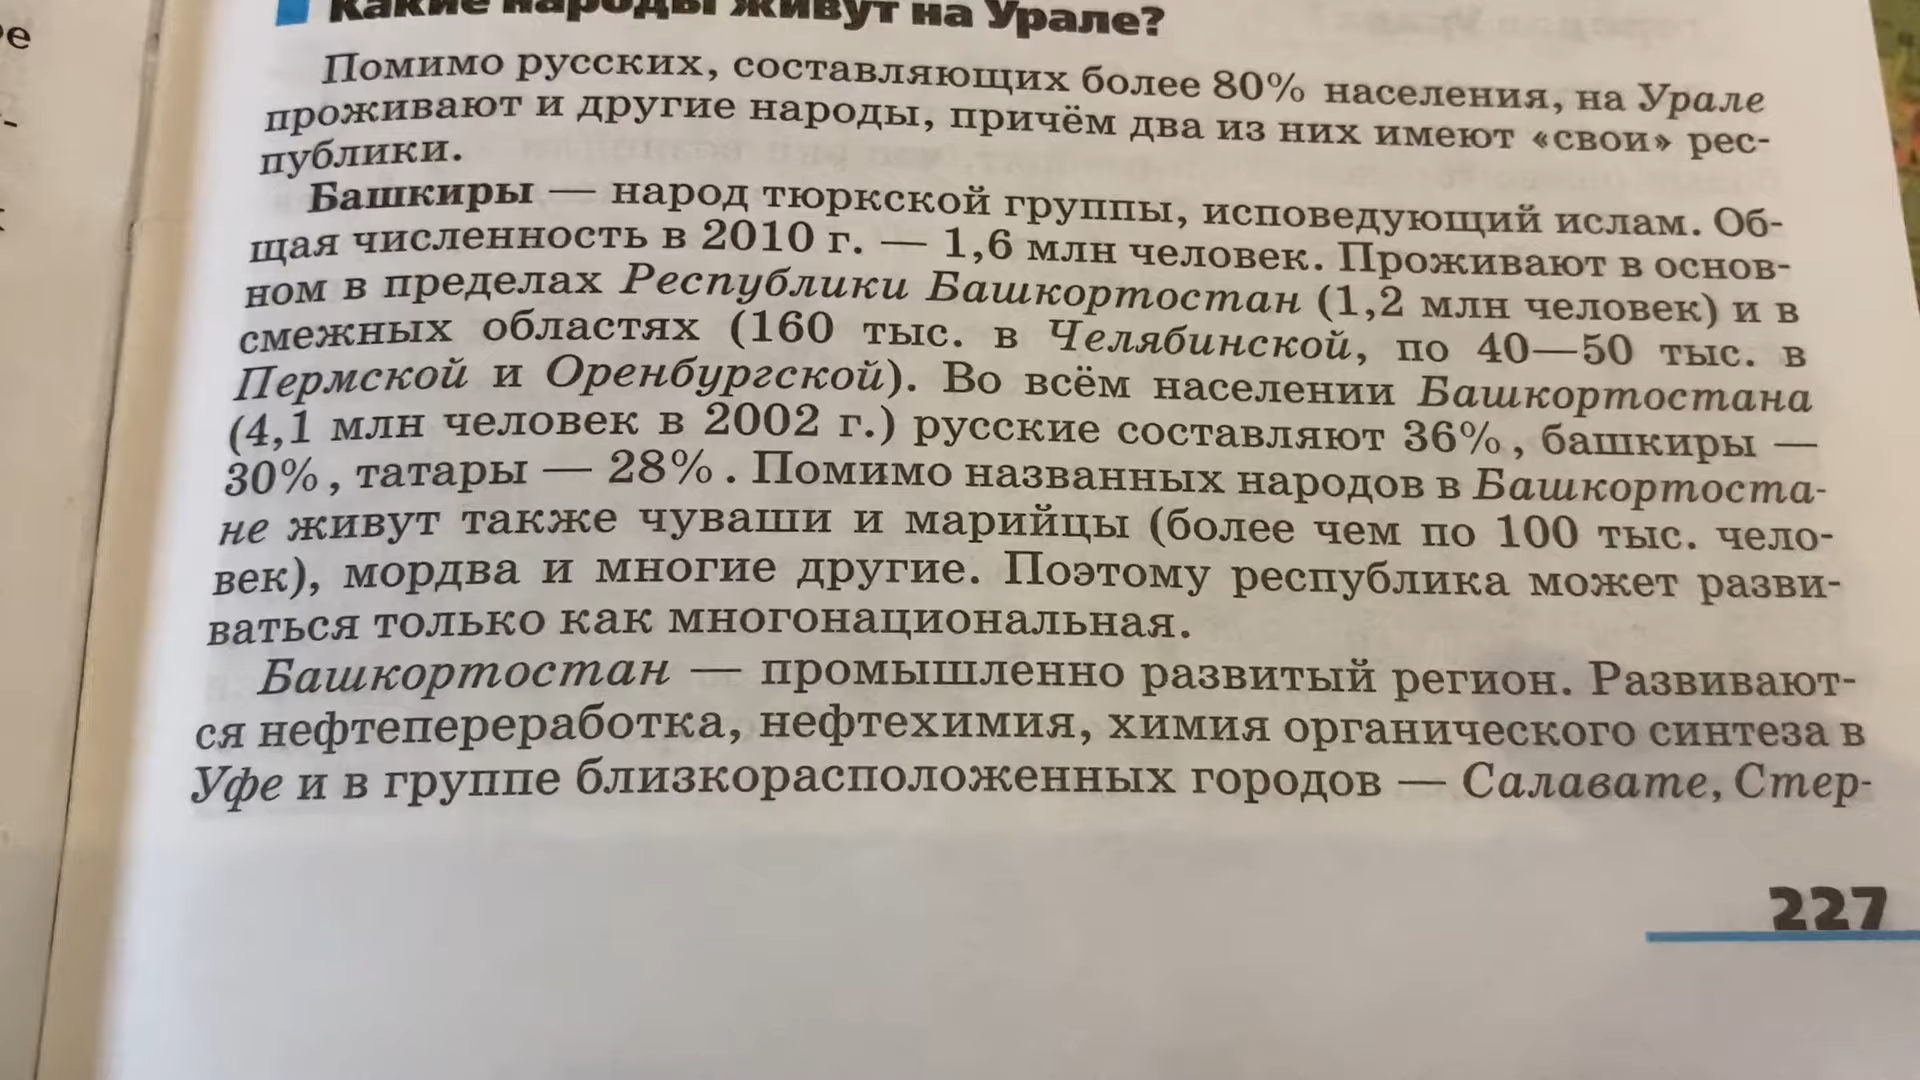 Какие народы живут на Урале?
Помимо русских, составляющих более 80% населения, на Урале
проживают и другие народы, причём два из них имеют «свои» рес-
публики.
Башкиры — народ тюркской группы, исповедующий ислам. Об-
щая численность в 2010 г. — 1,6 млн человек. Проживают в основ-
ном в пределах Республики Башкортостан (1,2 млн человек) и в
смежных областях (160 тыс. в Челябинской, по 40—50 тыс. в
Пермской и Оренбургской). Во всём населении Башкортостана
(4,1 млн человек в 2002 г.) русские составляют 36%, башкиры —
30%, татары — 28%. Помимо названных народов в Башкортоста-
не живут также чуваши и марийцы (более чем по 100 тыс. чело-
век), мордва и многие другие. Поэтому республика может разви-
ваться только как многонациональная.
Башкортостан — промышленно развитый регион. Развивают-
ся нефтепереработка, нефтехимия, химия органического синтеза в
Уфе и в группе близкорасположенных городов — Салавате, Стер-
227